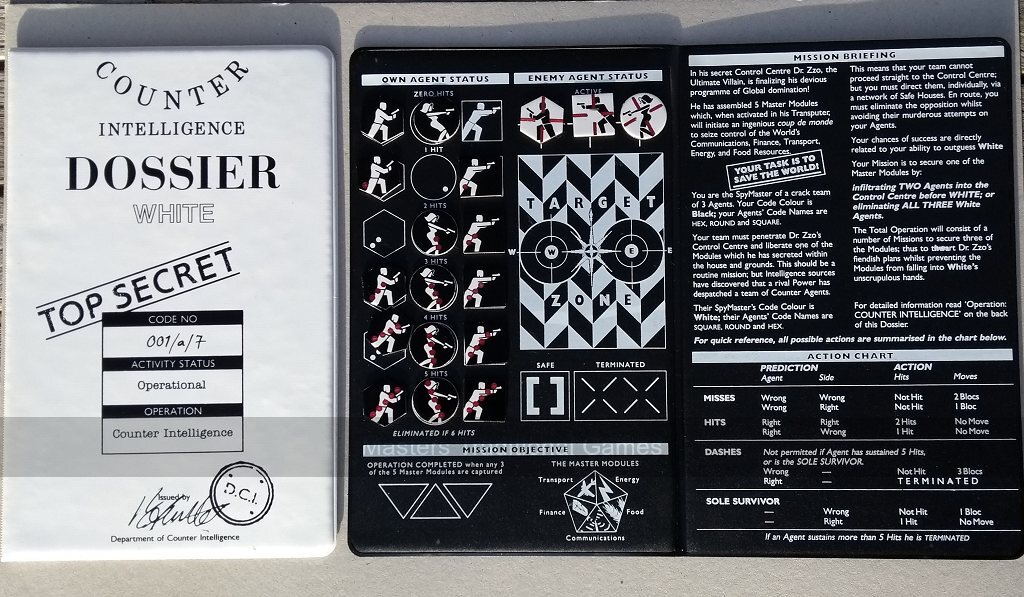 COUNTER
INTELLIGENCE
DOSSIER
WHITE
TOP SECRET
CODE NO
001/a/7
ACTIVITY STATUS
Operational
OPERATION
Counter Intelligence
Issued by
D.C.I.
Department of Counter Intelligence
OWN AGENT STATUS
ZERO HITS
1 HIT
2 HITS
3 HITS
4 HITS
5 HITS
ELIMINATED IF 6 HITS
ENEMY AGENT STATUS
ACTIVE
TARGET
W W E E
ZONE
SAFE
TERMINATED
MISSION OBJECTIVE
OPERATION COMPLETED when any 3
of the 5 Master Modules are captured
THE MASTER MODULES
Transport
Energy
Finance
Food
Communications
Masters Games
MISSION BRIEFING
In his secret Control Centre Dr. Zzo, the
Ultimate Villain, is finalizing his devious
programme of Global domination!
He has assembled 5 Master Modules
which, when activated in his Transputer,
will initiate an ingenious coup de monde
to seize control of the World's
Communications, Finance, Transport,
Energy, and Food Resources.
YOUR TASK IS TO
SAVE THE WORLD!
You are the SpyMaster of a crack team
of 3 Agents. Your Code Colour is
Black; your Agents' Code Names are
HEX, ROUND and SQUARE.
Your team must penetrate Dr. Zzo's
Control Centre and liberate one of the
Modules which he has secreted within
the house and grounds. This should be a
routine mission; but Intelligence sources
have discovered that a rival Power has
despatched a team of Counter Agents.
Their SpyMaster's Code Colour is
White; their Agents' Code Names are
SQUARE, ROUND and HEX.
This means that your team cannot
proceed straight to the Control Centre;
but you must direct them, individually, via
a network of Safe Houses. En route, you
must eliminate the opposition whilst
avoiding their murderous attempts on
your Agents.
Your chances of success are directly
related to your ability to outguess White
Your Mission is to secure one of the
Master Modules by:
infiltrating TWO Agents into the
Control Centre before WHITE; or
eliminating ALL THREE White
Agents.
The Total Operation will consist of a
number of Missions to secure three of
the Modules; thus to thwart Dr. Zzo's
fiendish plans whilst preventing the
Modules from falling into White's
unscrupulous hands.
For detailed information read 'Operation:
COUNTER INTELLIGENCE' on the back
of this Dossier.
For quick reference, all possible actions are summarised in the chart below.
ACTION CHART
PREDICTION ACTION
Agent Side Hits Moves
MISSES Wrong Wrong Not Hit 2 Blocs
Wrong Right Not Hit 1 Bloc
HITS Right Right 2 Hits No Move
Right Wrong 1 Hit No Move
DASHES Not permitted if Agent has sustained 5 Hits,
or is the SOLE SURVIVOR.
Wrong — Not Hit 3 Blocs
Right — TERMINATED
SOLE SURVIVOR
— Wrong Not Hit 1 Bloc
— Right 1 Hit No Move
If an Agent sustains more than 5 Hits he is TERMINATED